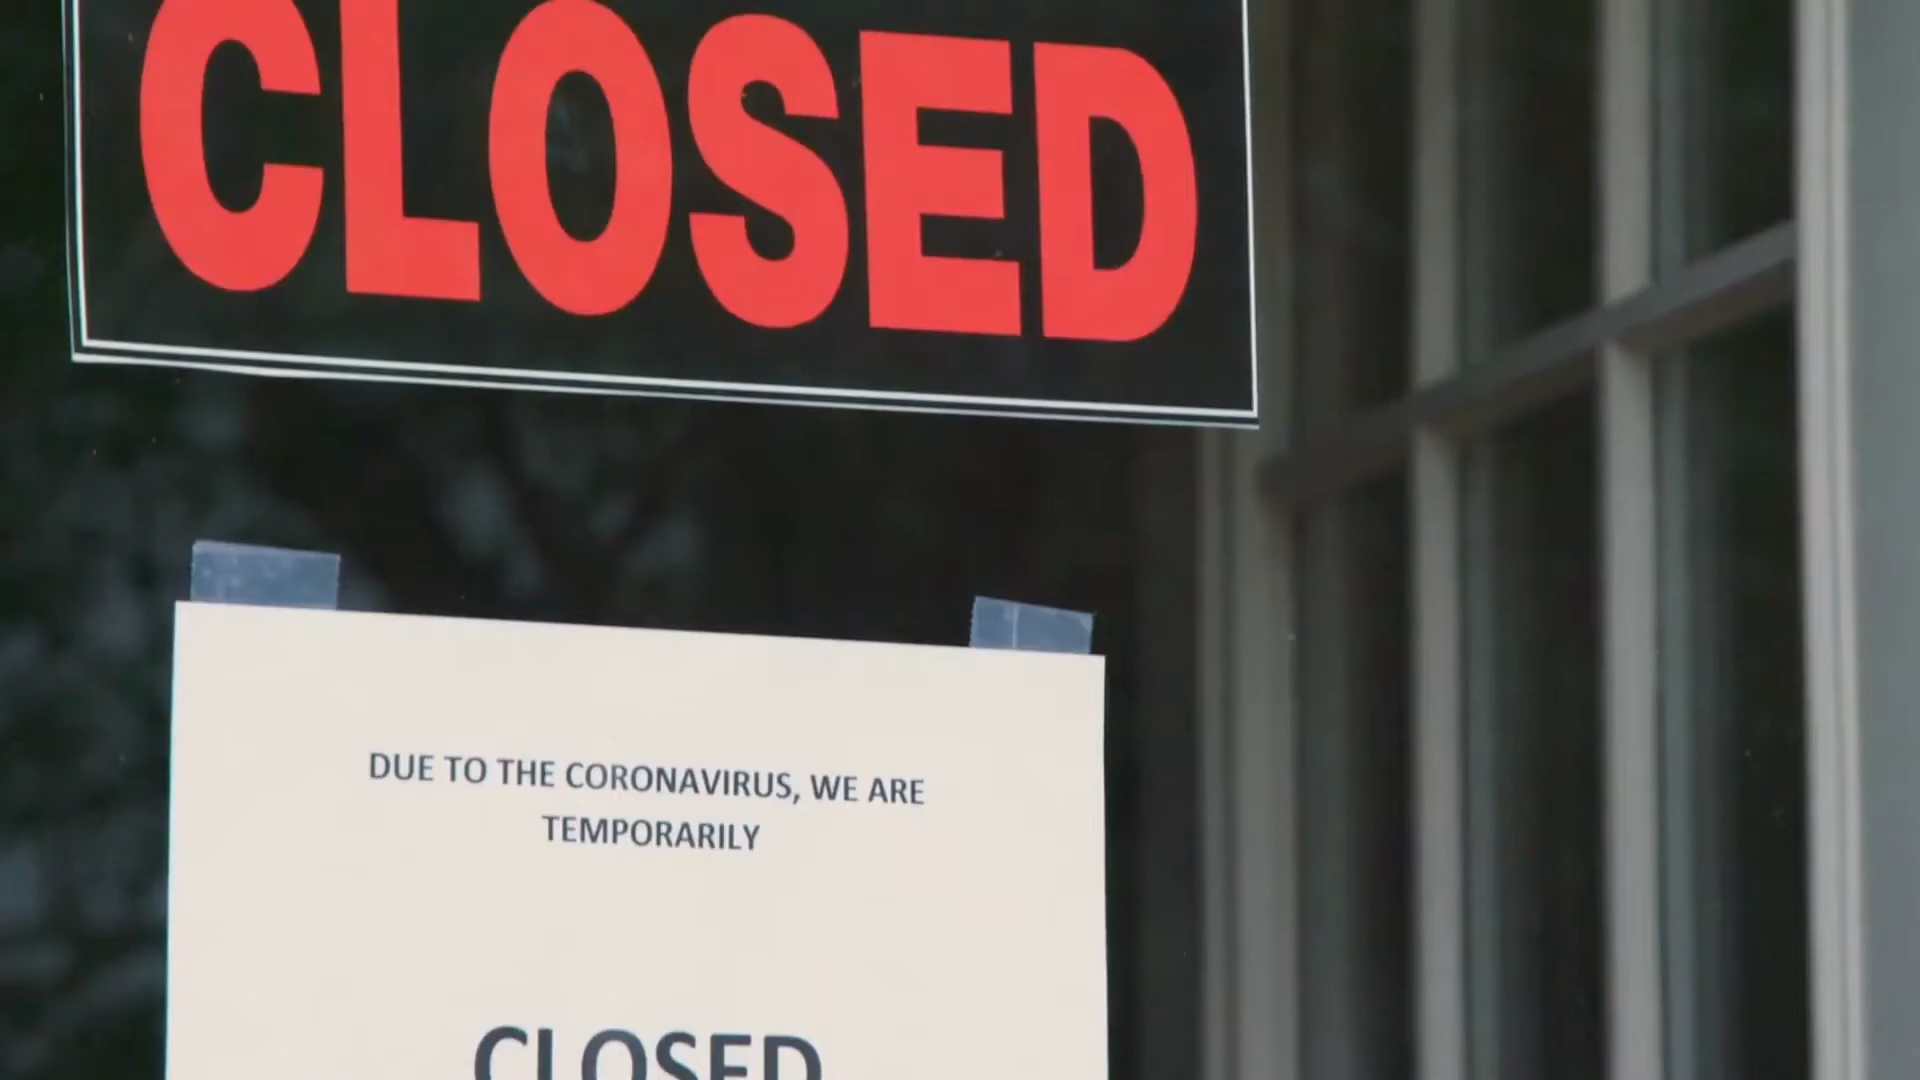 CLOSED
DUE TO THE CORONAVIRUS, WE ARE
TEMPORARILY
CLOSED